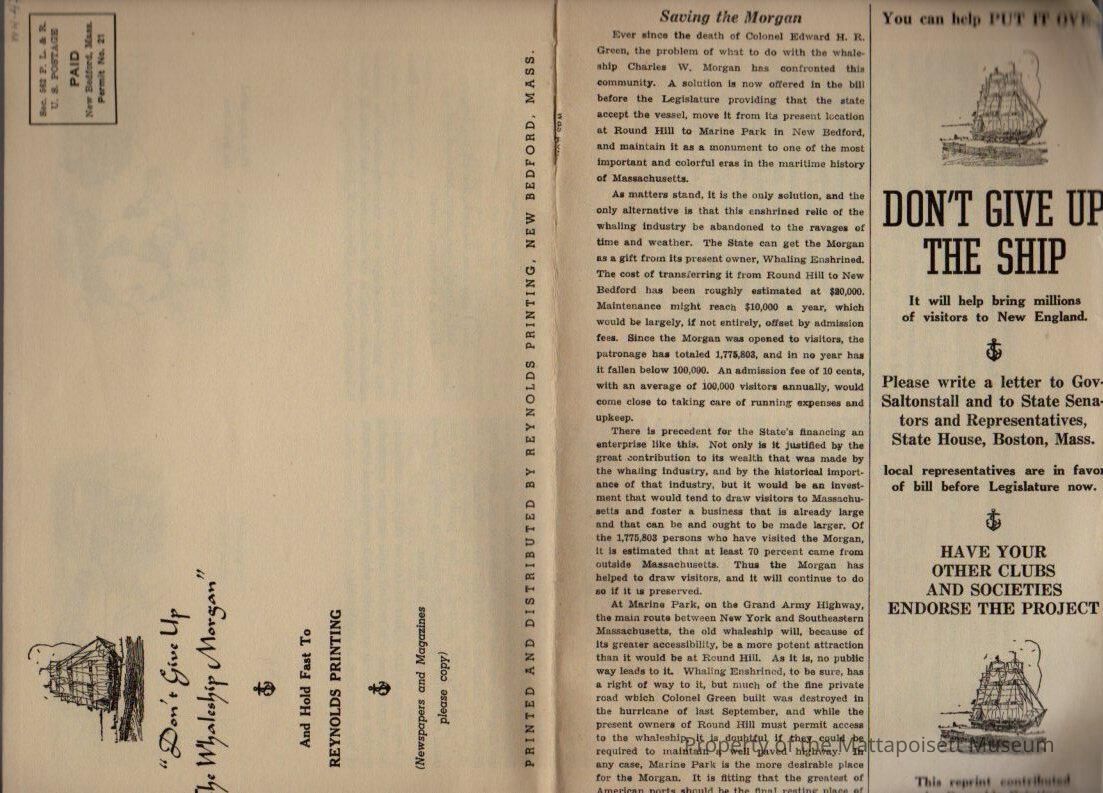 Sec. 562 P. L. & R.
U. S. POSTAGE
PAID
New Bedford, Mass.
Permit No. 21
"Don't Give Up
The Whaleship Morgan"
And Hold Fast To
REYNOLDS PRINTING
(Newspapers and Magazines
please copy)
PRINTED AND DISTRIBUTED BY REYNOLDS PRINTING, NEW BEDFORD, MASS.
Saving the Morgan
Ever since the death of Colonel Edward H. R.
Green, the problem of what to do with the whale-
ship Charles W. Morgan has confronted this
community. A solution is now offered in the bill
before the Legislature providing that the state
accept the vessel, move it from its present location
at Round Hill to Marine Park in New Bedford,
and maintain it as a monument to one of the most
important and colorful eras in the maritime history
of Massachusetts.
As matters stand, it is the only solution, and the
only alternative is that this enshrined relic of the
whaling industry be abandoned to the ravages of
time and weather. The State can get the Morgan
as a gift from its present owner, Whaling Enshrined.
The cost of transferring it from Round Hill to New
Bedford has been roughly estimated at $20,000.
Maintenance might reach $10,000 a year, which
would be largely, if not entirely, offset by admission
fees. Since the Morgan was opened to visitors, the
patronage has totaled 1,775,803, and in no year has
it fallen below 100,000. An admission fee of 10 cents,
with an average of 100,000 visitors annually, would
come close to taking care of running expenses and
upkeep.
There is precedent for the State's financing an
enterprise like this. Not only is it justified by the
great contribution to its wealth that was made by
the whaling industry, and by the historical import-
ance of that industry, but it would be an invest-
ment that would tend to draw visitors to Massachu-
setts and foster a business that is already large
and that can be and ought to be made larger. Of
the 1,775,803 persons who have visited the Morgan,
it is estimated that at least 70 percent came from
outside Massachusetts. Thus the Morgan has
helped to draw visitors, and it will continue to do
so if it is preserved.
At Marine Park, on the Grand Army Highway,
the main route between New York and Southeastern
Massachusetts, the old whaleship will, because of
its greater accessibility, be a more potent attraction
than it would be at Round Hill. As it is, no public
way leads to it. Whaling Enshrined, to be sure, has
a right of way to it, but much of the fine private
road which Colonel Green built was destroyed in
the hurricane of last September, and while the
present owners of Round Hill must permit access
to the whaleship, it is doubtful if they could be
required to maintain a well paved highway. In
any case, Marine Park is the more desirable place
for the Morgan. It is fitting that the greatest of
American ports should be the final resting place of
You can help PUT IT OVE
DON'T GIVE UP
THE SHIP
It will help bring millions
of visitors to New England.
Please write a letter to Gov-
Saltonstall and to State Sena-
tors and Representatives,
State House, Boston, Mass.
local representatives are in favor
of bill before Legislature now.
HAVE YOUR
OTHER CLUBS
AND SOCIETIES
ENDORSE THE PROJECT
This reprint contributed
Property of the Mattapoisett Museum